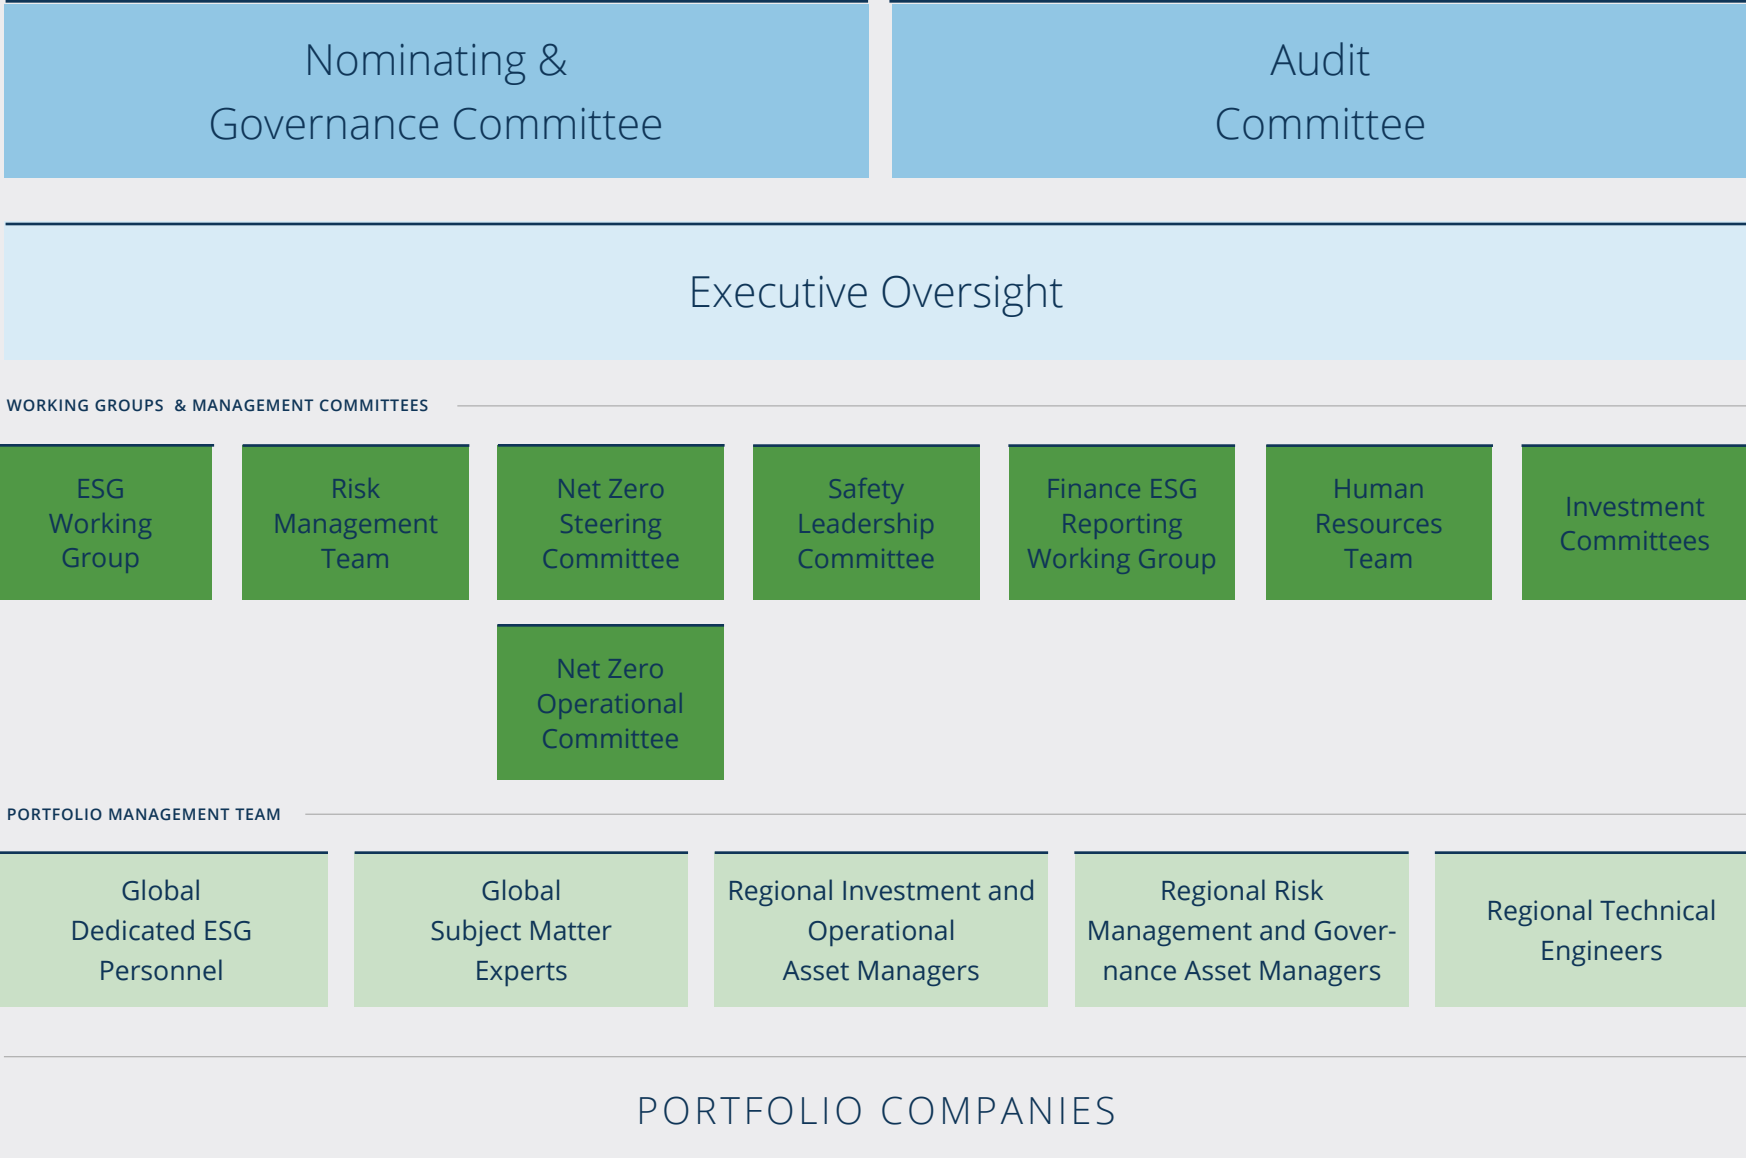 Nominating &
Governance Committee
Audit
Committee
Executive Oversight
WORKING GROUPS & MANAGEMENT COMMITTEES
ESG
Working
Group
Risk
Management
Team
Net Zero
Steering
Committee
Safety
Leadership
Committee
Finance ESG
Reporting
Working Group
Human
Resources
Team
Investment
Committees
Net Zero
Operational
Committee
PORTFOLIO MANAGEMENT TEAM
Global
Dedicated ESG
Personnel
Global
Subject Matter
Experts
Regional Investment and
Operational
Asset Managers
Regional Risk
Management and Gover-
nance Asset Managers
Regional Technical
Engineers
PORTFOLIO COMPANIES